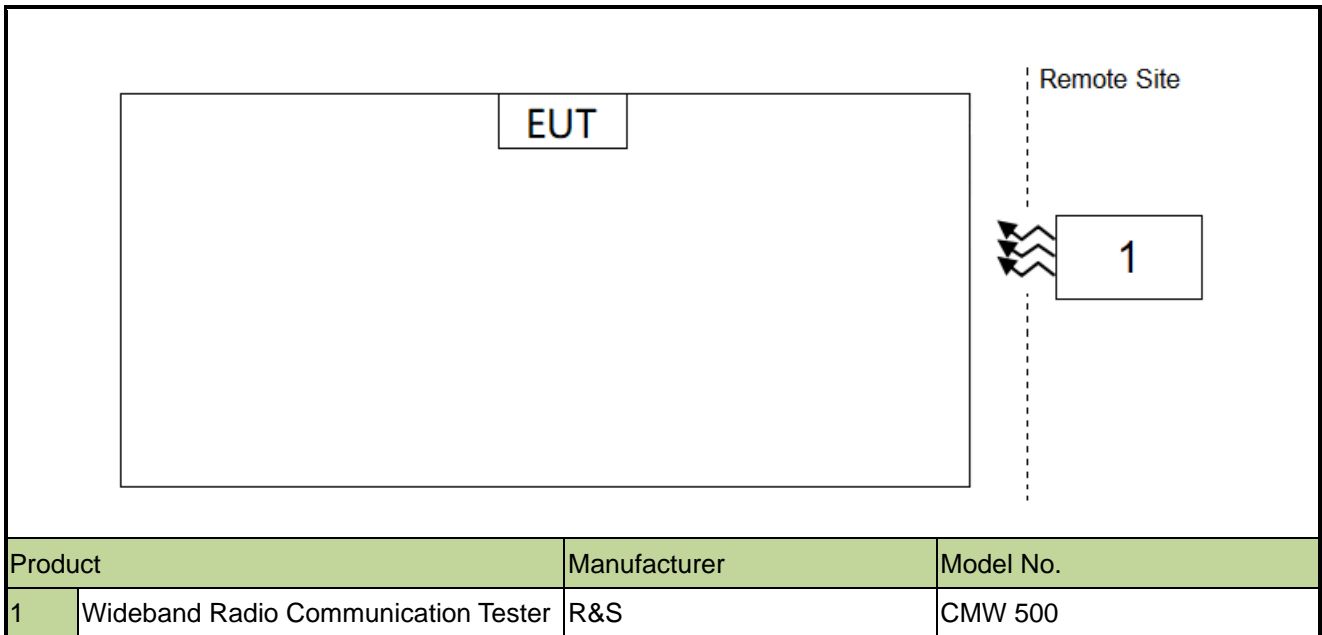 Remote Site
EUT
1
Product Manufacturer Model No.
1 Wideband Radio Communication Tester R&S CMW 500